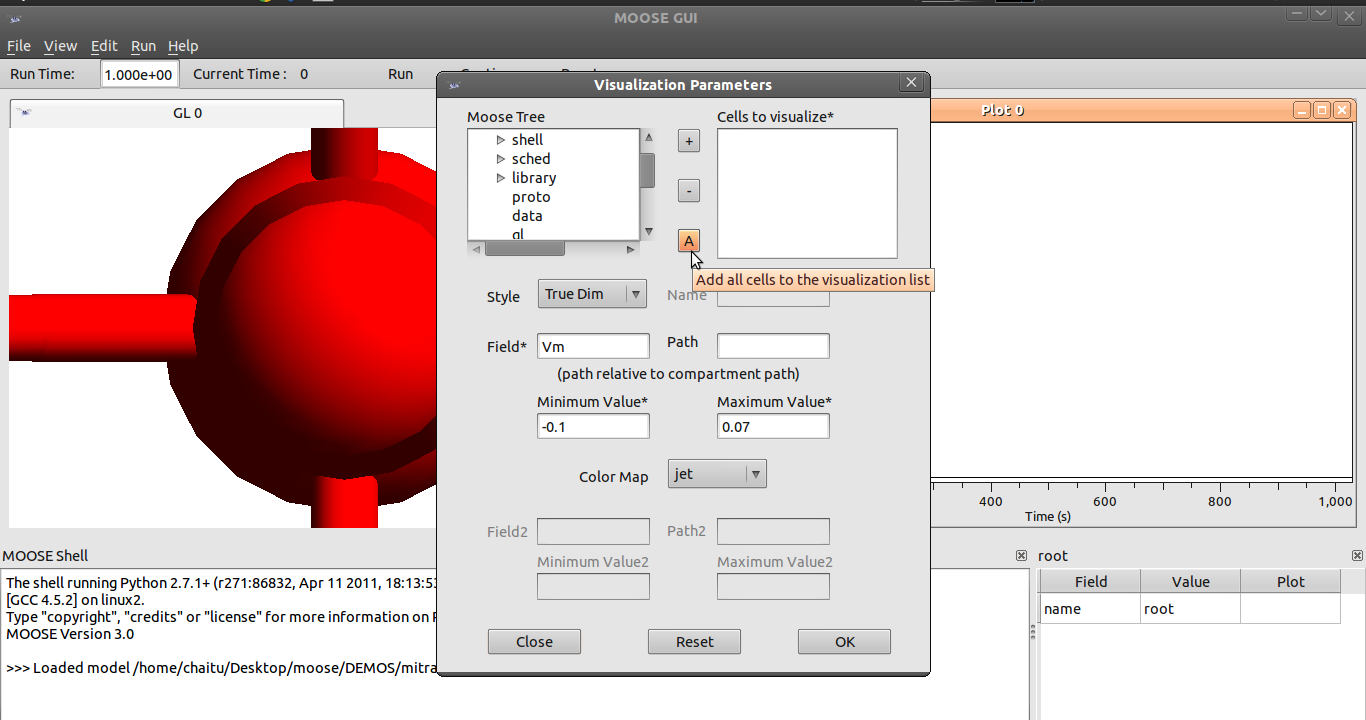 MOOSE GUI
File View Edit Run Help
Run Time: 1.000e+00 Current Time : 0 Run
GL 0
Plot 0
400 600 800 1,000
Time (s)
Visualization Parameters
Moose Tree
Cells to visualize*
shell
sched
library
proto
data
gl
+
-
A
Add all cells to the visualization list
Style True Dim Name
Field* Vm Path
(path relative to compartment path)
Minimum Value* Maximum Value*
-0.1 0.07
Color Map jet
Field2 Path2
Minimum Value2 Maximum Value2
Close Reset OK
MOOSE Shell
The shell running Python 2.7.1+ (r271:86832, Apr 11 2011, 18:13:53
[GCC 4.5.2] on linux2.
Type "copyright", "credits" or "license" for more information on
MOOSE Version 3.0
>>> Loaded model /home/chaitu/Desktop/moose/DEMOS/mitra
root
Field Value Plot
name root